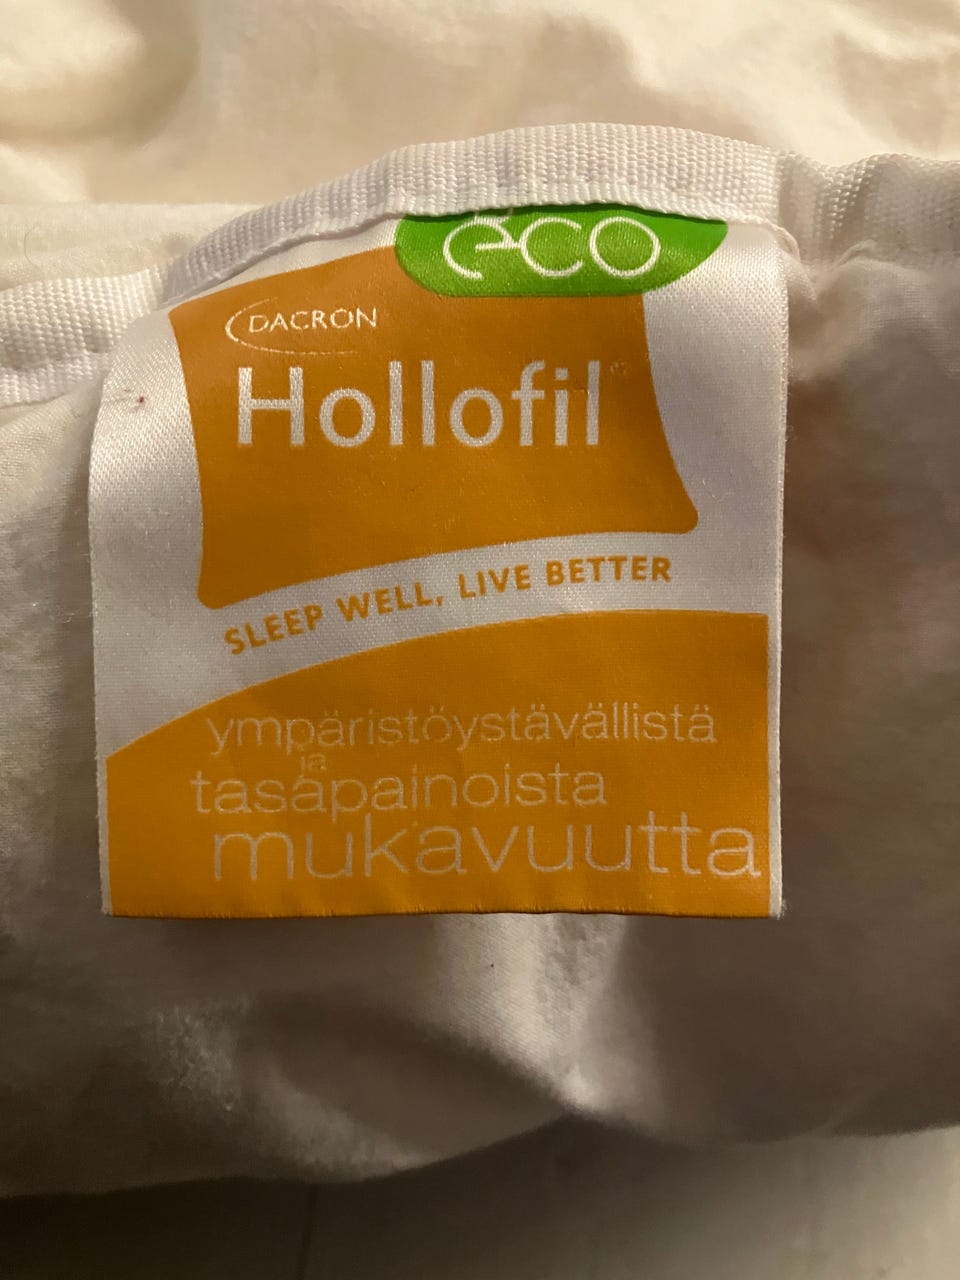 eco
DACRON
Hollofil®
SLEEP WELL, LIVE BETTER
ympäristöystävällistä
ja
tasapainoista
mukavuutta